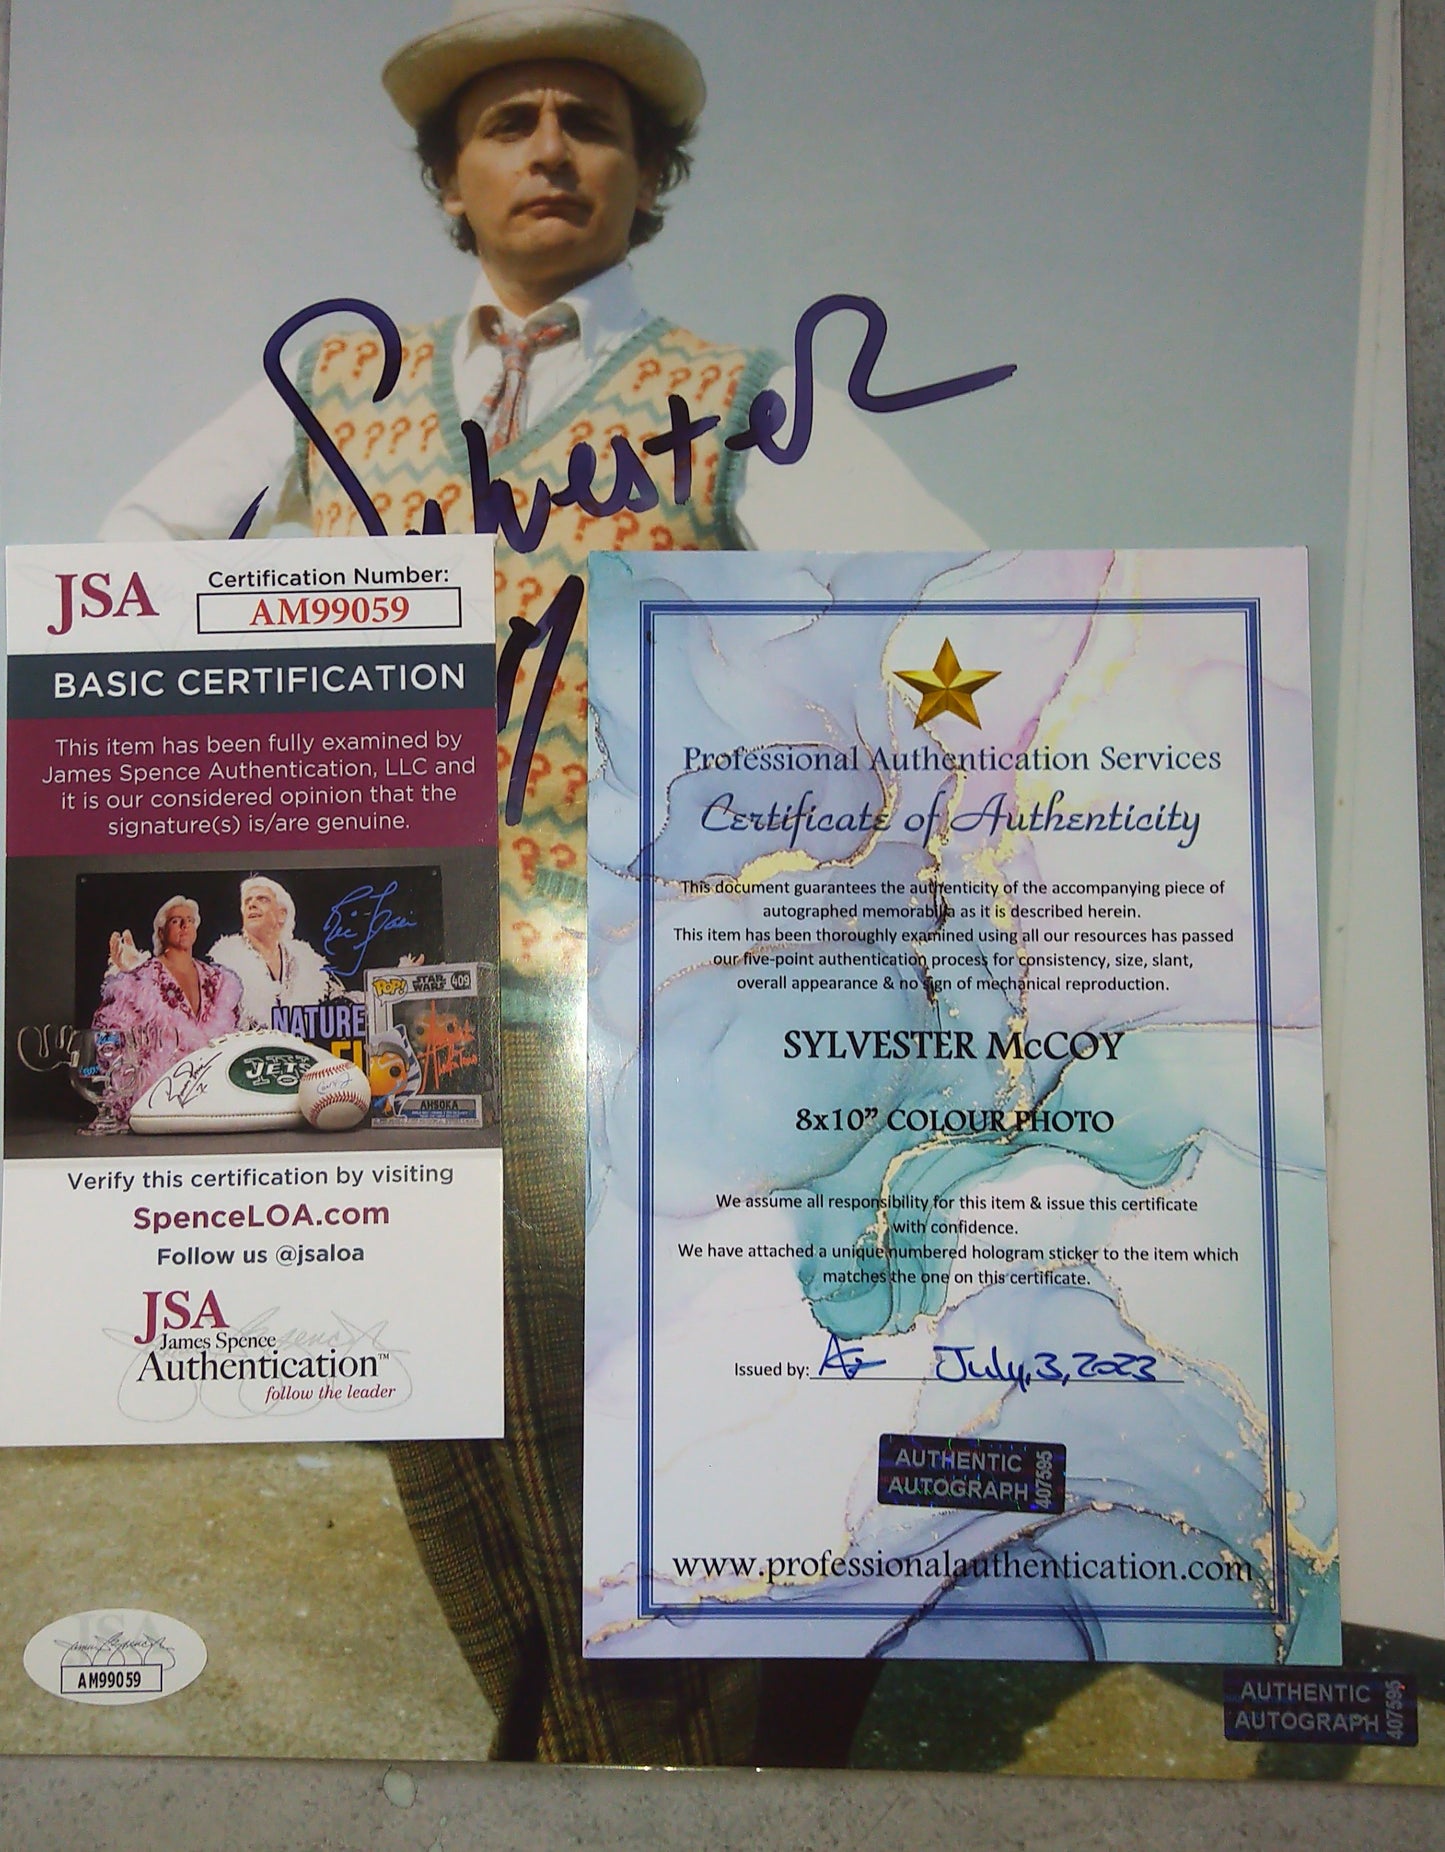 Sylvester
JSA
Certification Number:
AM99059
BASIC CERTIFICATION
This item has been fully examined by
James Spence Authentication, LLC and
it is our considered opinion that the
signature(s) is/are genuine.
Ric Flair
NATURE
POP!
STAR
WARS
409
JETS
AHSOKA
Verify this certification by visiting
SpenceLOA.com
Follow us @jsaloa
JSA
James Spence
Authentication™
follow the leader
Professional Authentication Services
Certificate of Authenticity
This document guarantees the authenticity of the accompanying piece of
autographed memorabilia as it is described herein.
This item has been thoroughly examined using all our resources has passed
our five-point authentication process for consistency, size, slant,
overall appearance & no sign of mechanical reproduction.
SYLVESTER McCOY
8x10” COLOUR PHOTO
We assume all responsibility for this item & issue this certificate
with confidence.
We have attached a unique numbered hologram sticker to the item which
matches the one on this certificate.
Issued by: July, 3, 2023
AUTHENTIC
AUTOGRAPH
407595
www.professionalauthentication.com
JSA
AM99059
AUTHENTIC
AUTOGRAPH
407595